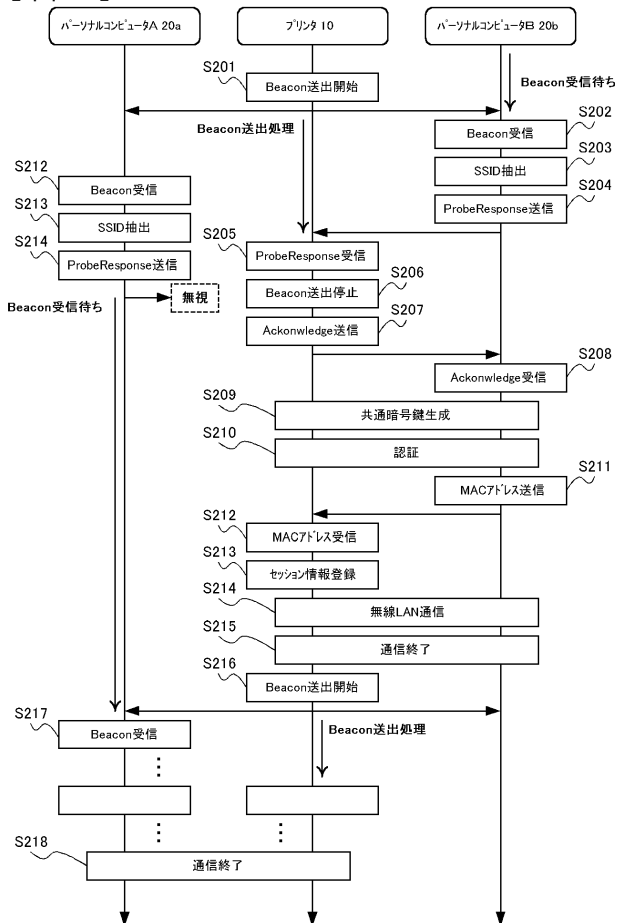 パーソナルコンピュータA 20a
プリンタ 10
パーソナルコンピュータB 20b
S201
Beacon送出開始
Beacon受信待ち
Beacon送出処理
S202
Beacon受信
S203
SSID抽出
S204
ProbeResponse送信
S212
Beacon受信
S213
SSID抽出
S214
ProbeResponse送信
無視
Beacon受信待ち
S205
ProbeResponse受信
S206
Beacon送出停止
S207
Ackonwledge送信
S208
Ackonwledge受信
S209
共通暗号鍵生成
S210
認証
S211
MACアドレス送信
S212
MACアドレス受信
S213
セッション情報登録
S214
無線LAN通信
S215
通信終了
S216
Beacon送出開始
S217
Beacon受信
Beacon送出処理
S218
通信終了